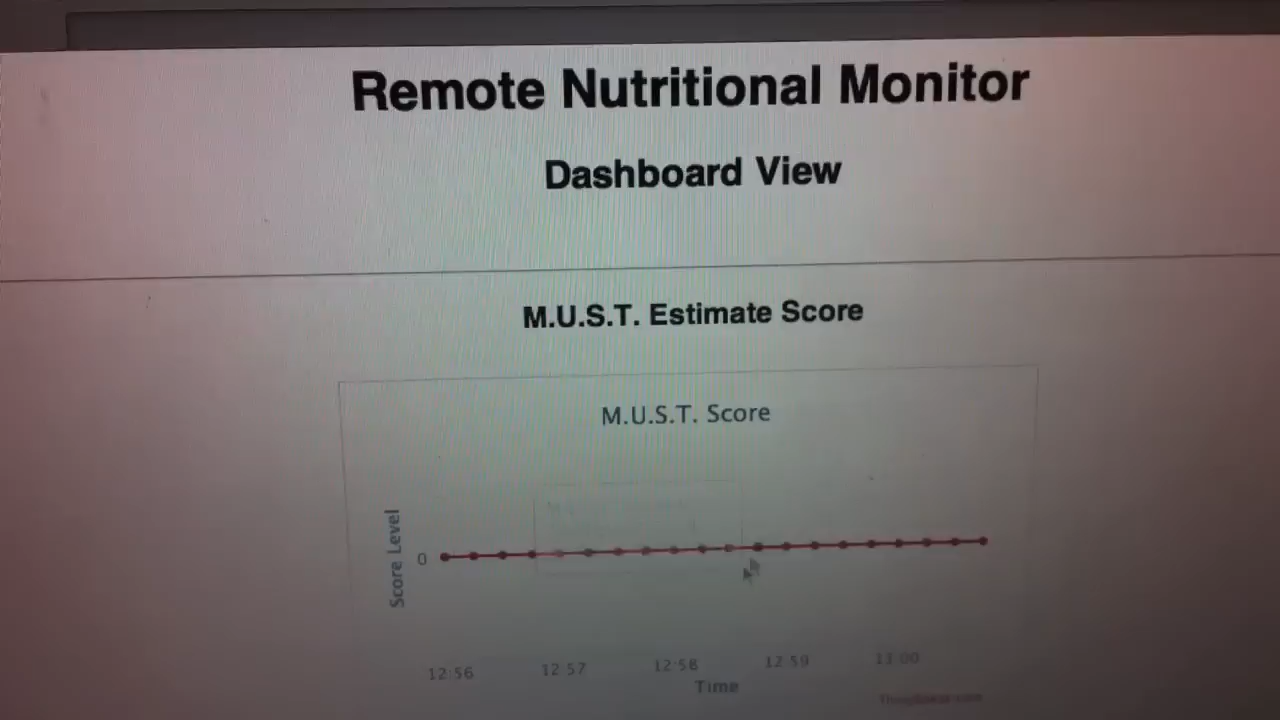 Remote Nutritional Monitor
Dashboard View
M.U.S.T. Estimate Score
M.U.S.T. Score
Score Level
0
12:56 12:57 12:58 12:59 13:00
Time